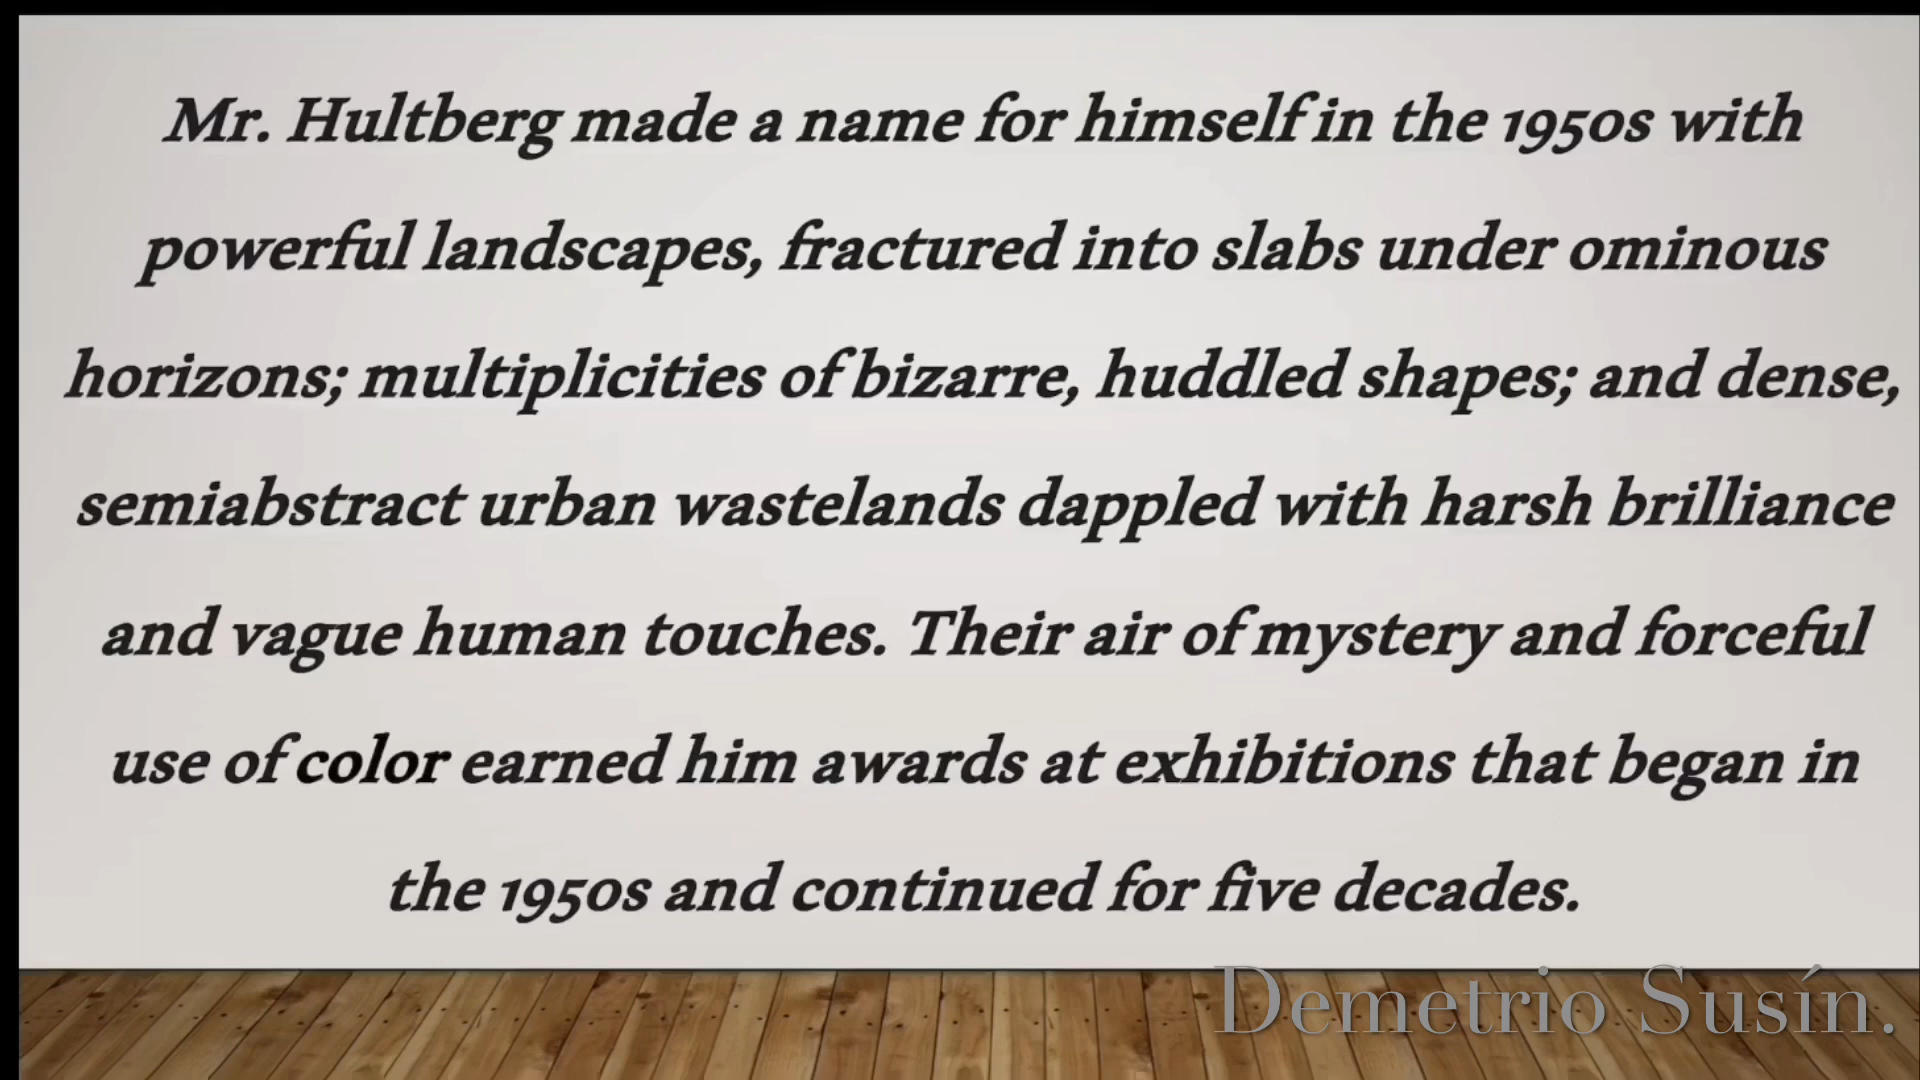 Mr. Hultberg made a name for himself in the 1950s with
powerful landscapes, fractured into slabs under ominous
horizons; multiplicities of bizarre, huddled shapes; and dense,
semiabstract urban wastelands dappled with harsh brilliance
and vague human touches. Their air of mystery and forceful
use of color earned him awards at exhibitions that began in
the 1950s and continued for five decades.
Demetrio Susín.